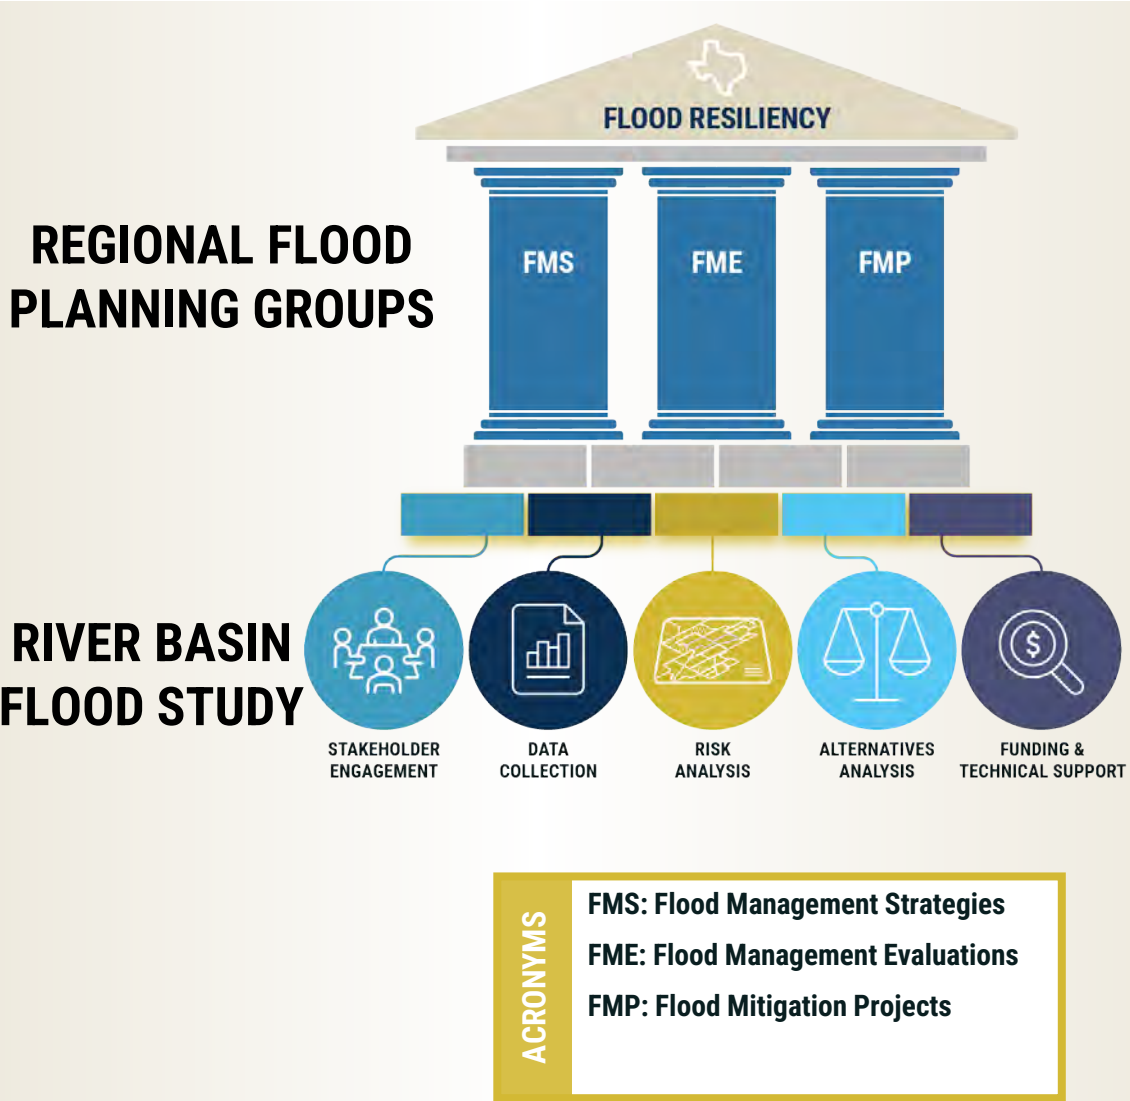 FLOOD RESILIENCY
REGIONAL FLOOD
PLANNING GROUPS
FMS
FME
FMP
RIVER BASIN
FLOOD STUDY
$
STAKEHOLDER
ENGAGEMENT
DATA
COLLECTION
RISK
ANALYSIS
ALTERNATIVES
ANALYSIS
FUNDING &
TECHNICAL SUPPORT
ACRONYMS
FMS: Flood Management Strategies
FME: Flood Management Evaluations
FMP: Flood Mitigation Projects